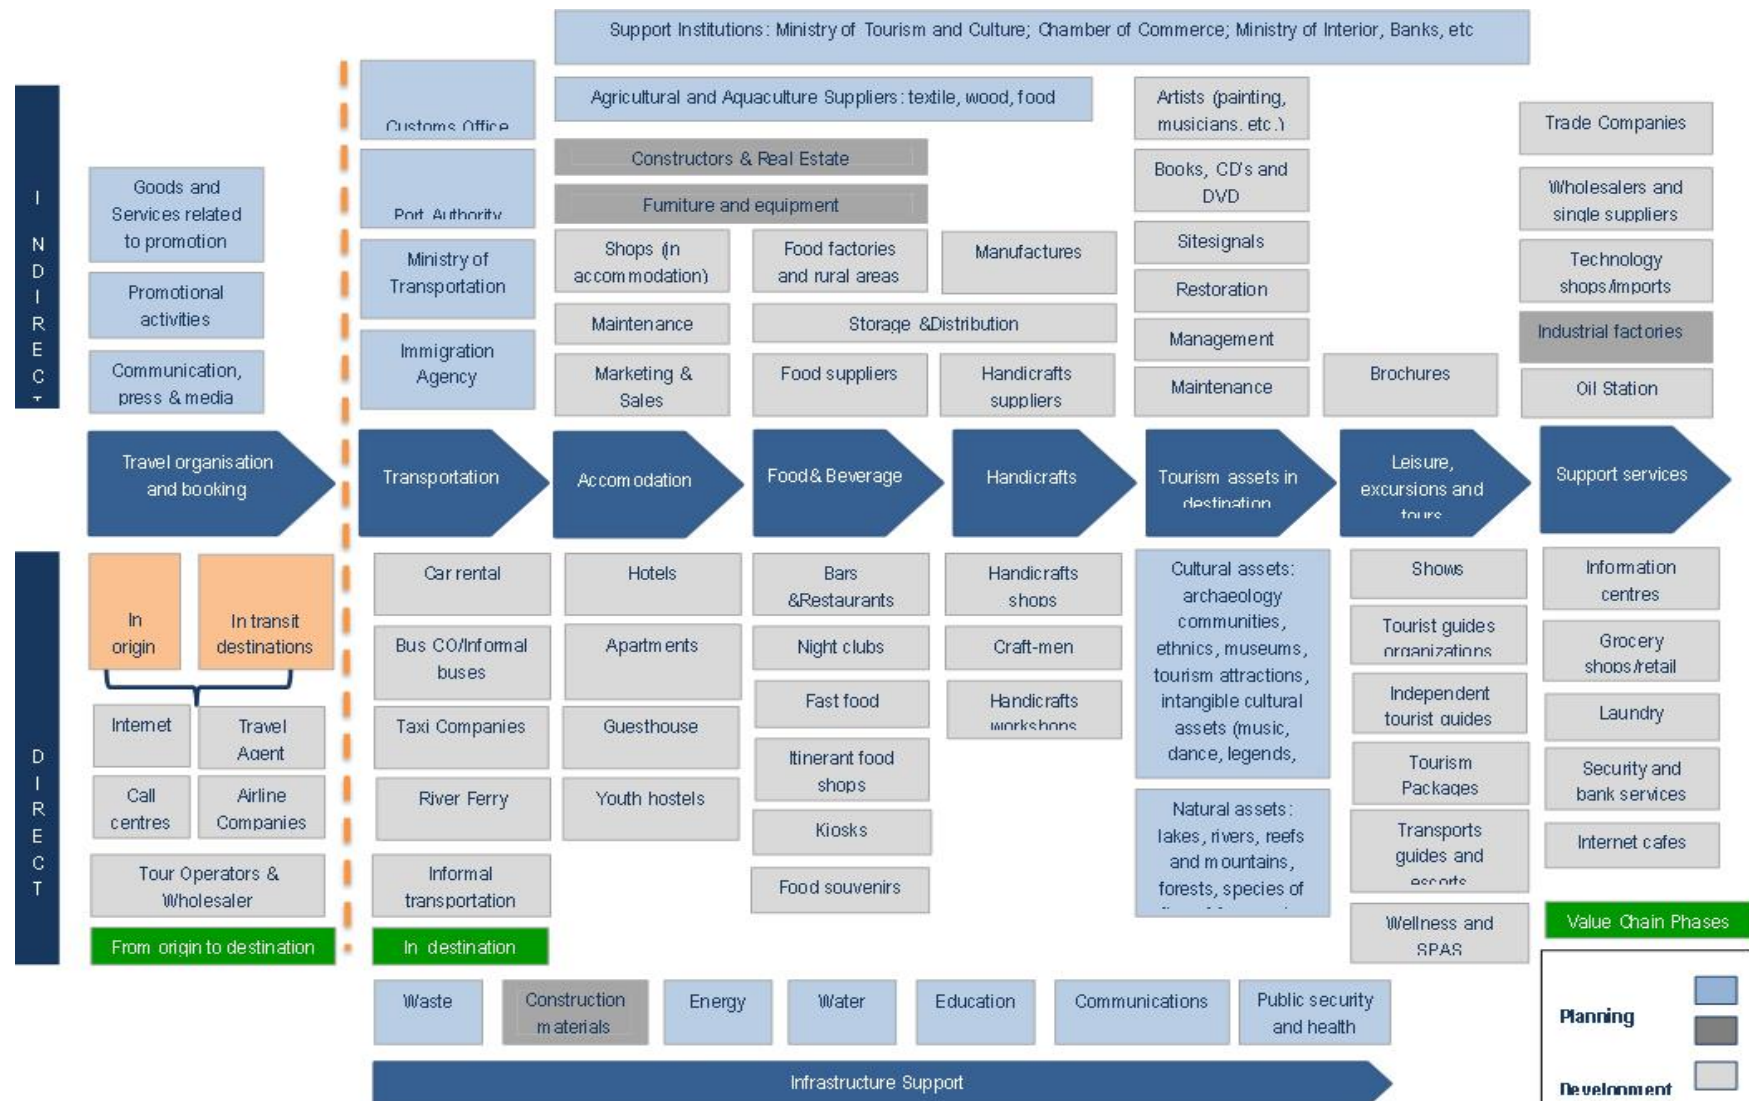 Support Institutions: Ministry of Tourism and Culture; Chamber of Commerce; Ministry of Interior, Banks, etc
Agricultural and Aquaculture Suppliers: textile, wood, food
INDIRECT
Goods and
Services related
to promotion
Promotional
activities
Communication,
press & media
Customs Office
Port Authority
Ministry of
Transportation
Immigration
Agency
Constructors & Real Estate
Furniture and equipment
Shops (in
accommodation)
Maintenance
Marketing &
Sales
Food factories
and rural areas
Manufactures
Storage &Distribution
Food suppliers
Handicrafts
suppliers
Artists (painting,
musicians, etc.)
Books, CD's and
DVD
Sitesignals
Restoration
Management
Maintenance
Brochures
Trade Companies
Wholesalers and
single suppliers
Technology
shops/imports
Industrial factories
Oil Station
Travel organisation
and booking
Transportation
Accomodation
Food& Beverage
Handicrafts
Tourism assets in
destination
Leisure,
excursions and
tours
Support services
DIRECT
In
origin
In transit
destinations
Internet
Travel
Agent
Call
centres
Airline
Companies
Tour Operators &
Wholesaler
From origin to destination
Car rental
Bus CO/Informal
buses
Taxi Companies
River Ferry
Informal
transportation
In destination
Hotels
Apartments
Guesthouse
Youth hostels
Bars
&Restaurants
Night clubs
Fast food
Itinerant food
shops
Kiosks
Food souvenirs
Handicrafts
shops
Craft-men
Handicrafts
workshops
Cultural assets:
archaeology
communities,
ethnics, museums,
tourism attractions,
intangible cultural
assets (music,
dance, legends,
Natural assets:
lakes, rivers, reefs
and mountains,
forests, species of
Shows
Tourist guides
organizations
Independent
tourist guides
Tourism
Packages
Transports
guides and
escorts
Wellness and
SPAS
Information
centres
Grocery
shops/retail
Laundry
Security and
bank services
Internet cafes
Value Chain Phases
Planning
Development
Waste
Construction
materials
Energy
Water
Education
Communications
Public security
and health
Infrastructure Support